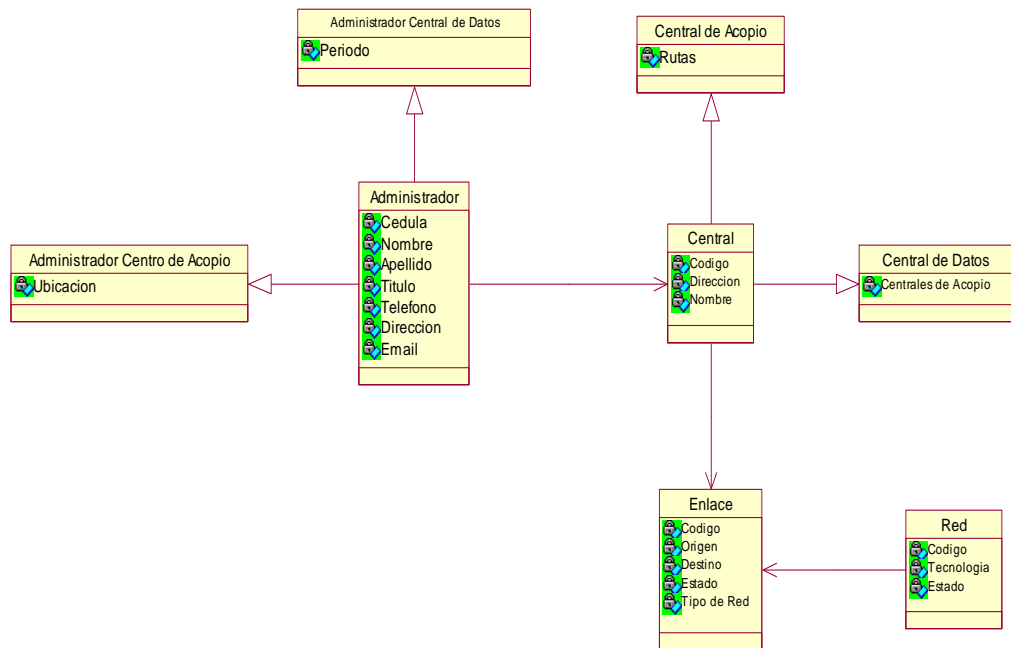 Administrador Central de Datos
Periodo
Central de Acopio
Rutas
Administrador
Cedula
Nombre
Apellido
Titulo
Telefono
Direccion
Email
Administrador Centro de Acopio
Ubicacion
Central
Codigo
Direccion
Nombre
Central de Datos
Centrales de Acopio
Enlace
Codigo
Origen
Destino
Estado
Tipo de Red
Red
Codigo
Tecnologia
Estado